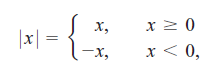 |x| = { x, x ≥ 0
−x, x < 0,